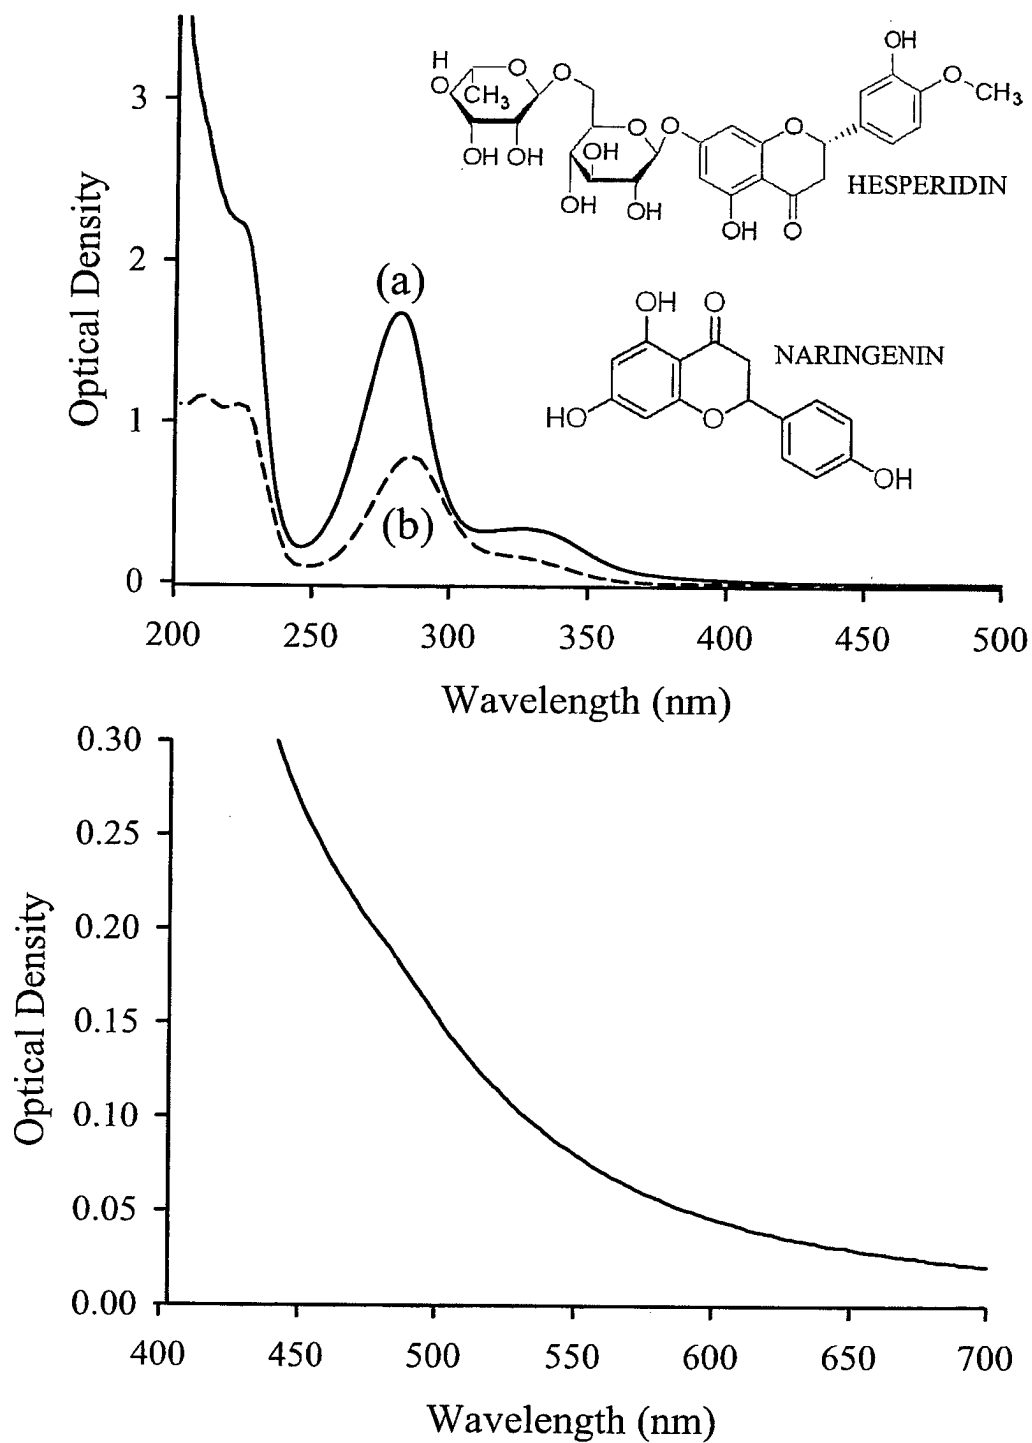 3
2
1
0
Optical Density
(a)
(b)
H
O
O
O
CH3
OH OH
O
O
OH
OH
OH
O
OH
O
OH
O
CH3
HESPERIDIN
OH
O
NARINGENIN
HO
O
OH
200 250 300 350 400 450 500
Wavelength (nm)
0.30
0.25
0.20
0.15
0.10
0.05
0.00
Optical Density
400 450 500 550 600 650 700
Wavelength (nm)